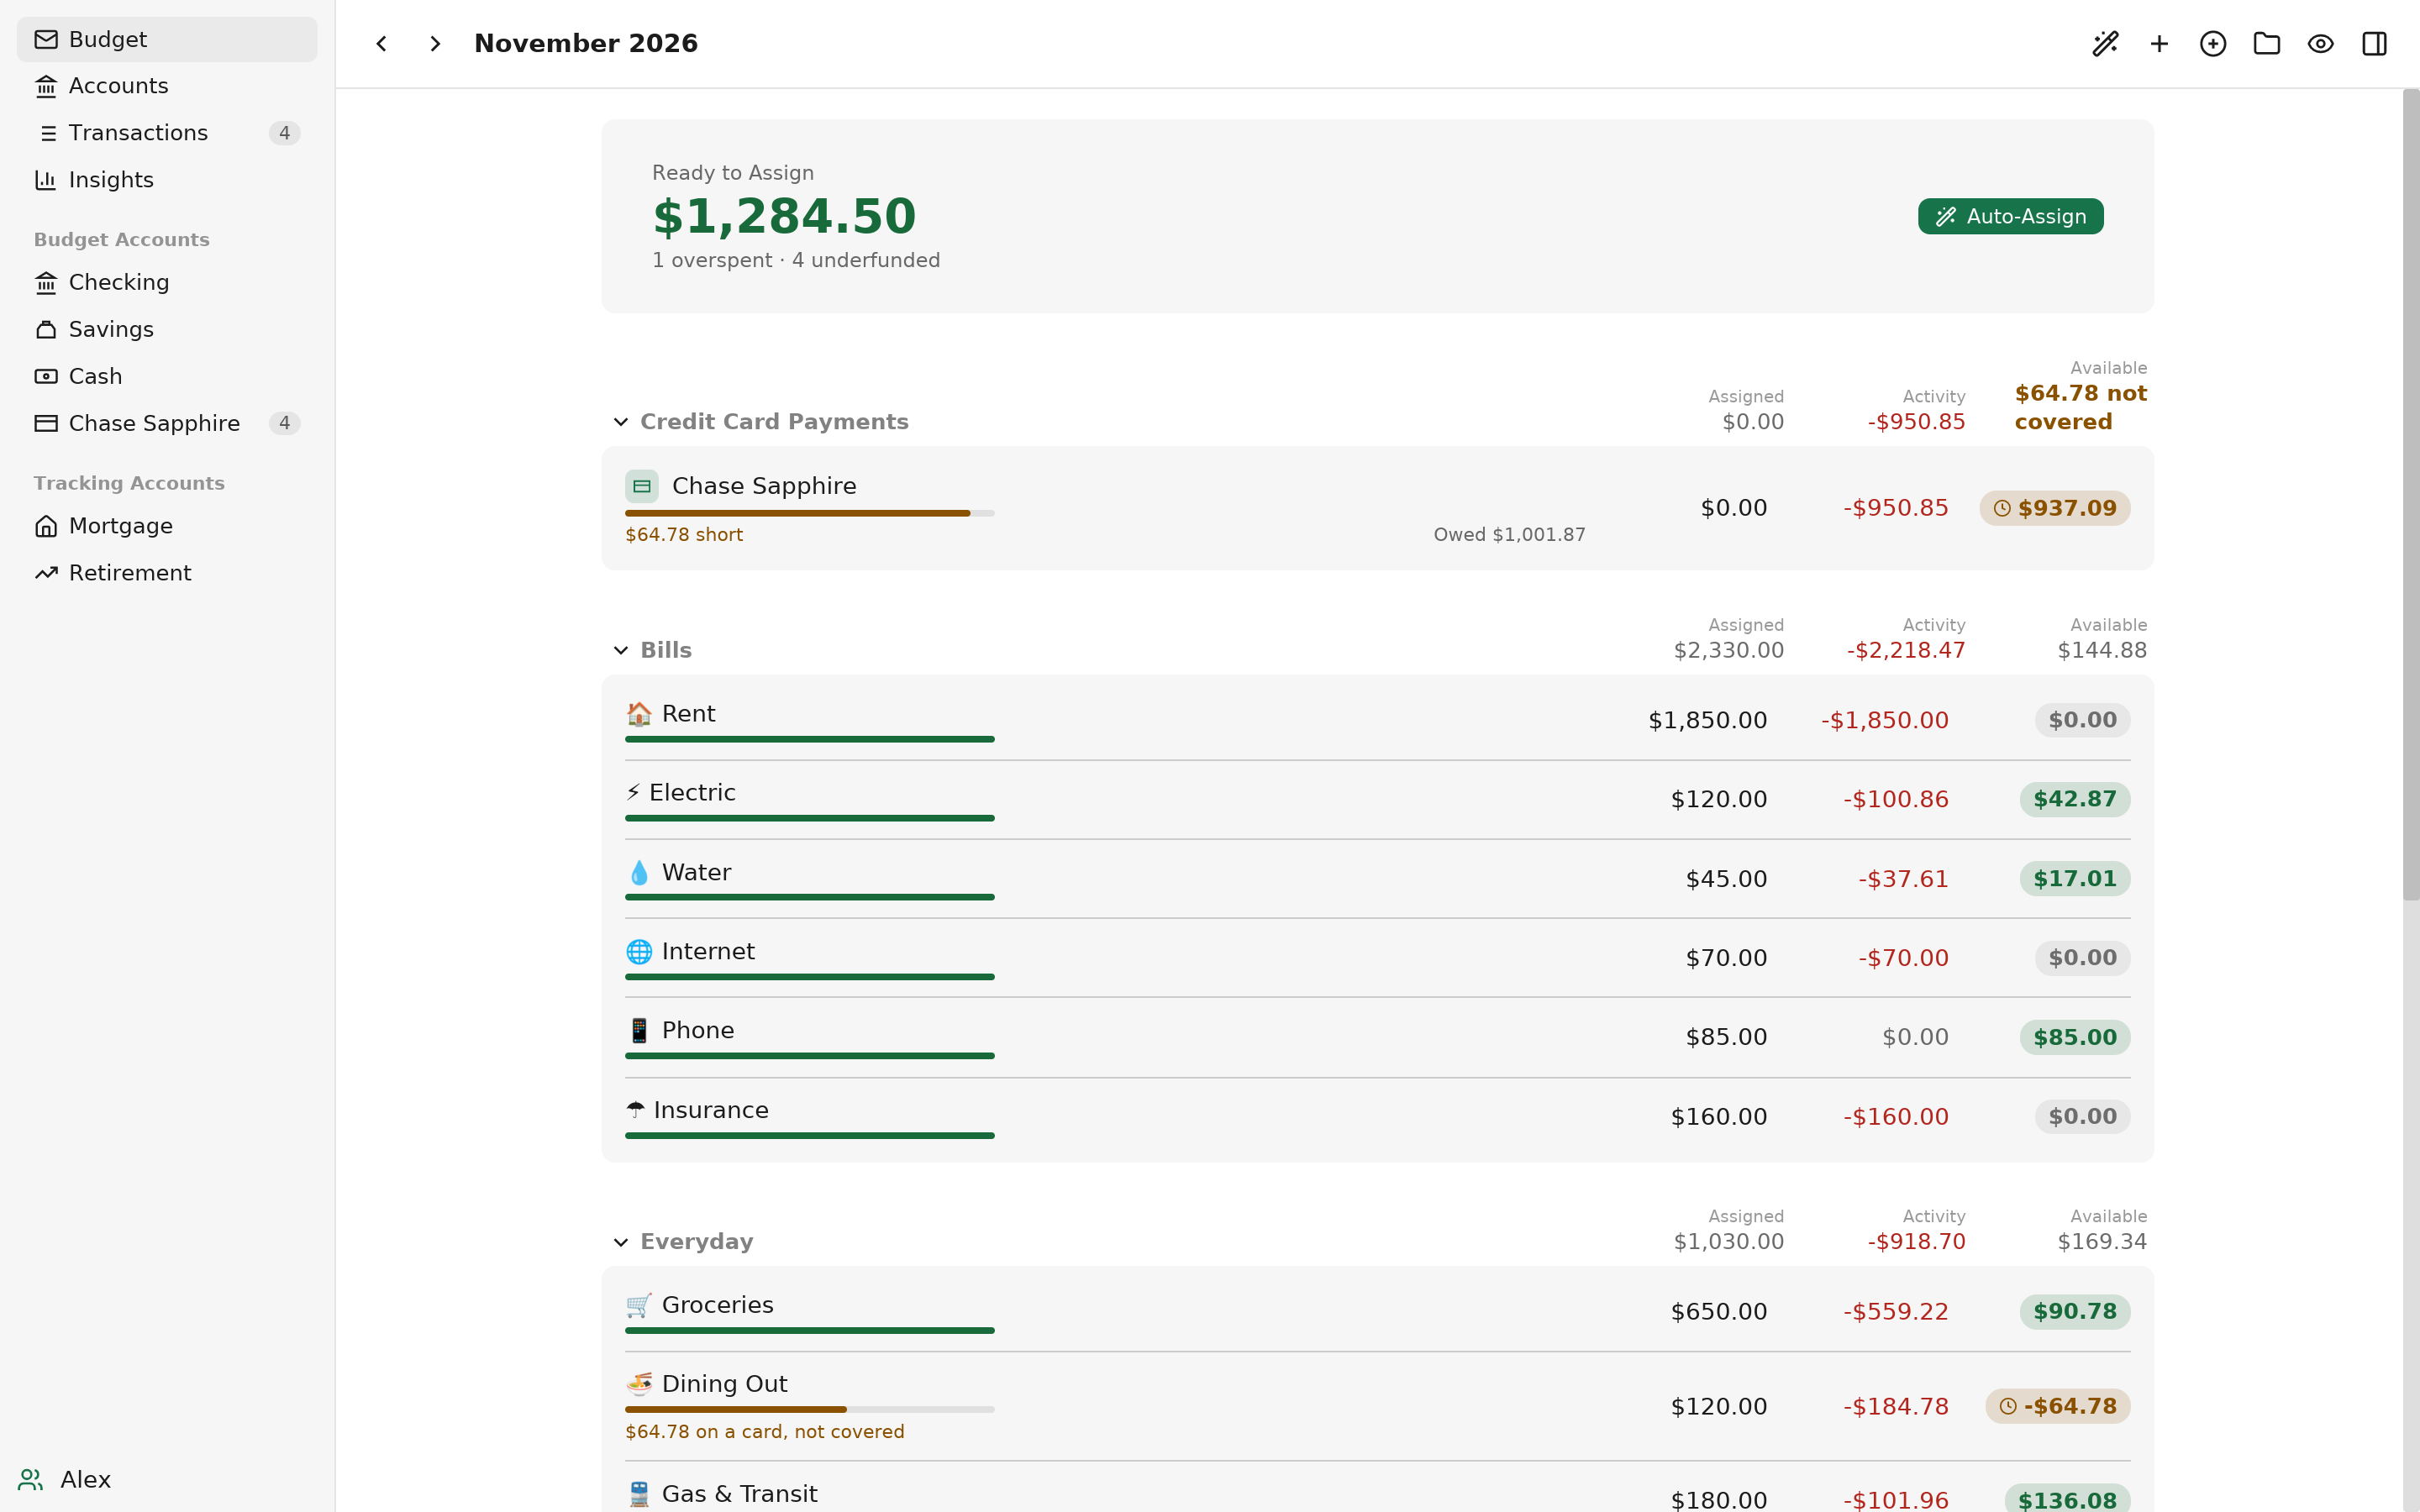 Budget
Accounts
Transactions 4
Insights
Budget Accounts
Checking
Savings
Cash
Chase Sapphire 4
Tracking Accounts
Mortgage
Retirement
Alex
November 2026
Ready to Assign
$1,284.50
1 overspent · 4 underfunded
Auto-Assign
Credit Card Payments
Assigned
$0.00
Activity
-$950.85
Available
$64.78 not
covered
Chase Sapphire
$64.78 short
Owed $1,001.87
$0.00
-$950.85
$937.09
Bills
Assigned
$2,330.00
Activity
-$2,218.47
Available
$144.88
Rent $1,850.00 -$1,850.00 $0.00
Electric $120.00 -$100.86 $42.87
Water $45.00 -$37.61 $17.01
Internet $70.00 -$70.00 $0.00
Phone $85.00 $0.00 $85.00
Insurance $160.00 -$160.00 $0.00
Everyday
Assigned
$1,030.00
Activity
-$918.70
Available
$169.34
Groceries $650.00 -$559.22 $90.78
Dining Out $120.00 -$184.78 -$64.78
$64.78 on a card, not covered
Gas & Transit $180.00 -$101.96 $136.08